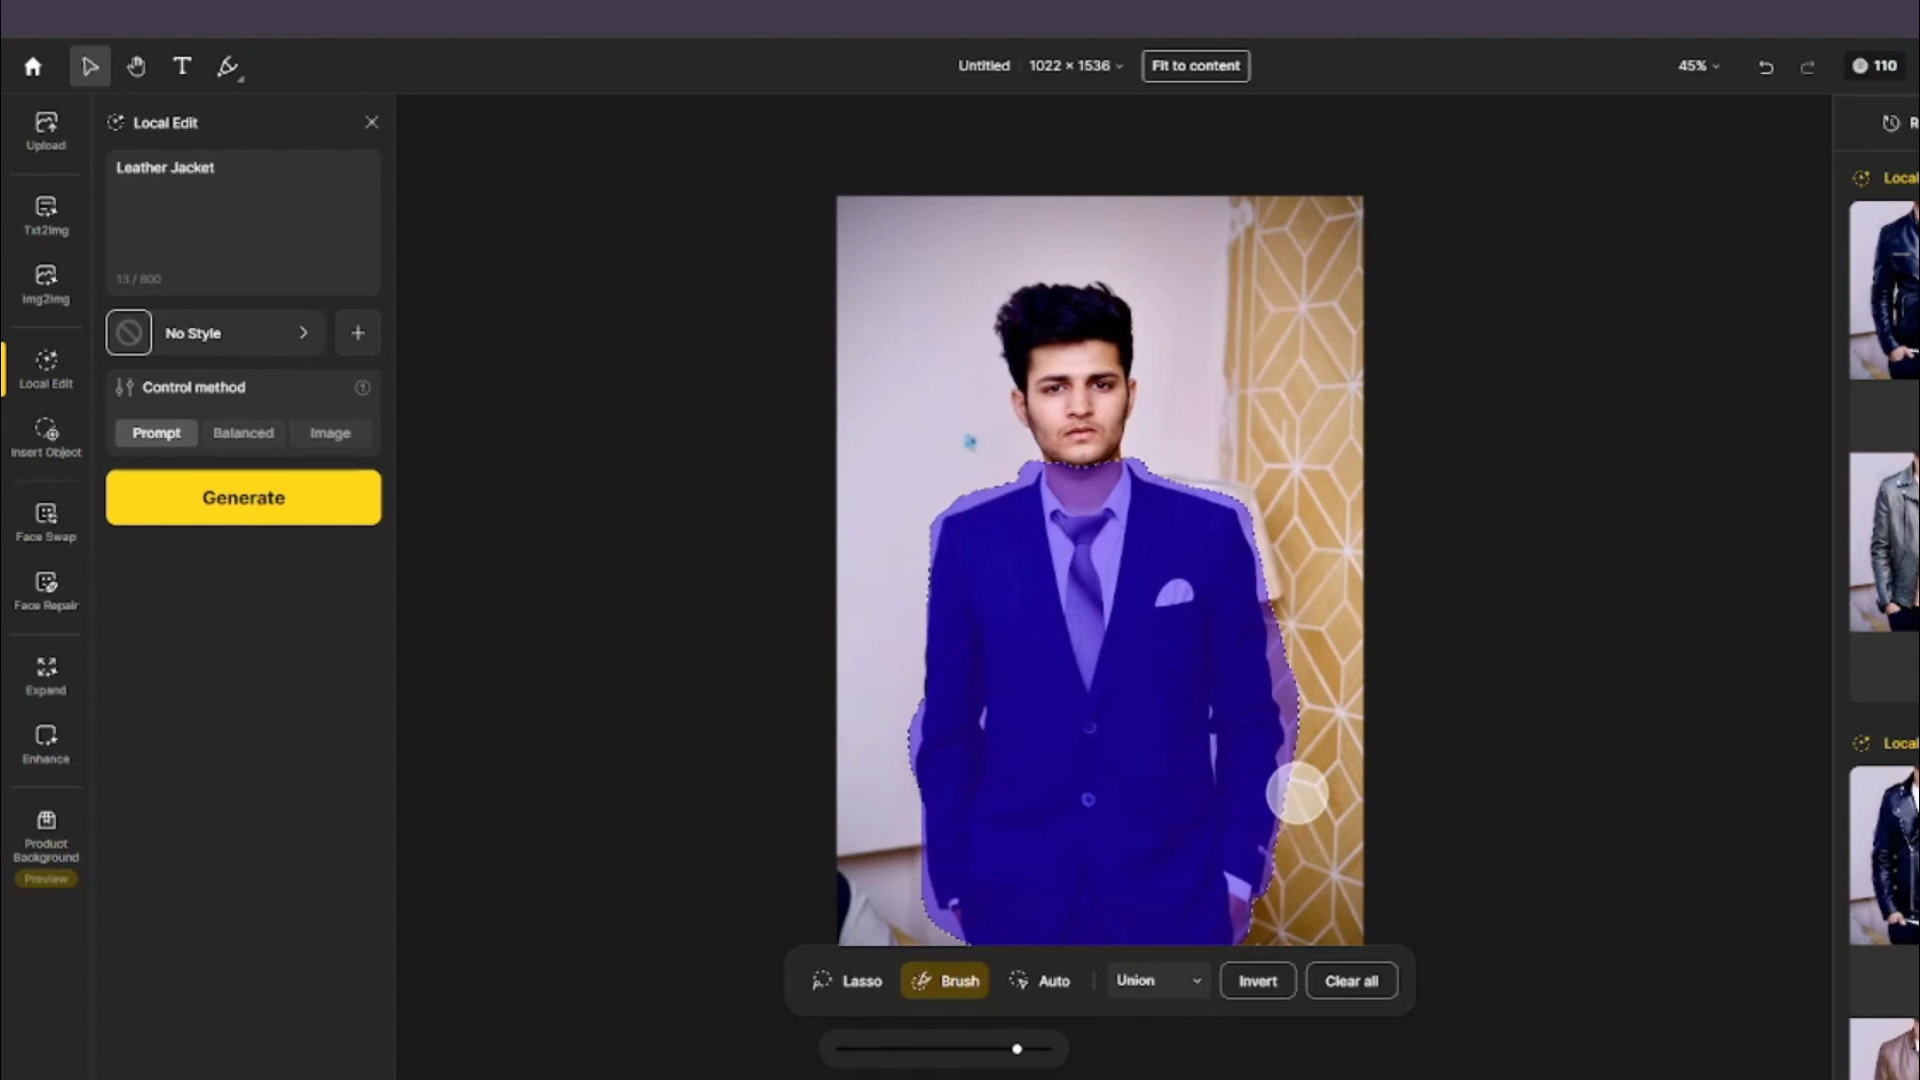 Untitled 1022 × 1536 Fit to content 45% 110
Upload
Txt2Img
Img2Img
Local Edit
Insert Object
Face Swap
Face Repair
Expand
Enhance
Product
Background
Preview
Local Edit
Leather Jacket
13 / 800
No Style
Control method
Prompt Balanced Image
Generate
Lasso Brush Auto Union Invert Clear all
R
Local
Local